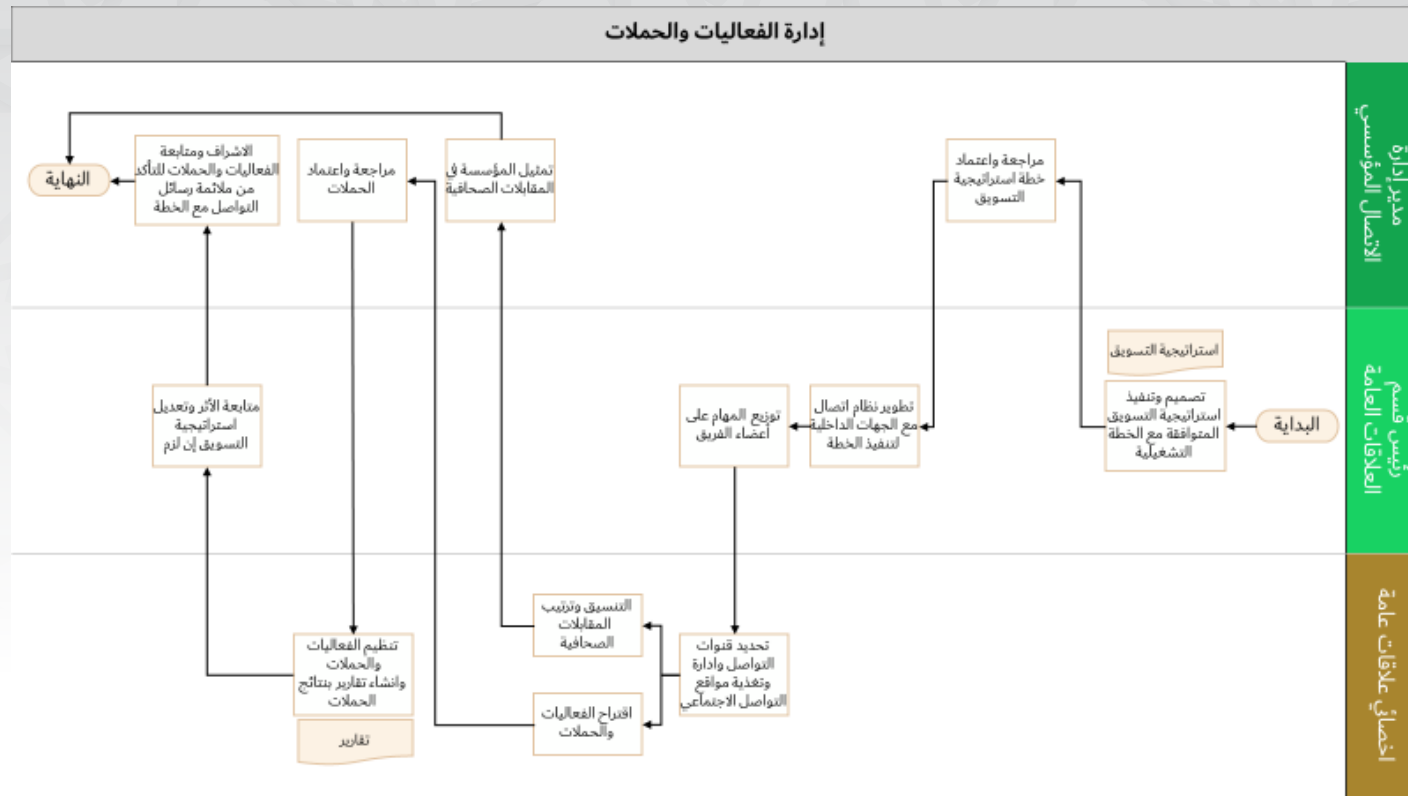 إدارة الفعاليات والحملات
مدير إدارة
الاتصال المؤسسي
مراجعة واعتماد
خطة استراتيجية
التسويق
تمثيل المؤسسة في
المقابلات الصحافية
مراجعة واعتماد
الحملات
الاشراف ومتابعة
الفعاليات والحملات للتأكد
من ملائمة رسائل
التواصل مع الخطة
النهاية
رئيس قسم
العلاقات العامة
البداية
استراتيجية التسويق
تصميم وتنفيذ
استراتيجية التسويق
المتوافقة مع الخطة
التشغيلية
تطوير نظام اتصال
مع الجهات الداخلية
لتنفيذ الخطة
توزيع المهام على
أعضاء الفريق
متابعة الأثر وتعديل
استراتيجية
التسويق إن لزم
اخصائي علاقات عامة
تحديد قنوات
التواصل وادارة
وتغذية مواقع
التواصل الاجتماعي
التنسيق وترتيب
المقابلات
الصحافية
اقتراح الفعاليات
والحملات
تنظيم الفعاليات
والحملات
وانشاء تقارير بنتائج
الحملات
تقارير